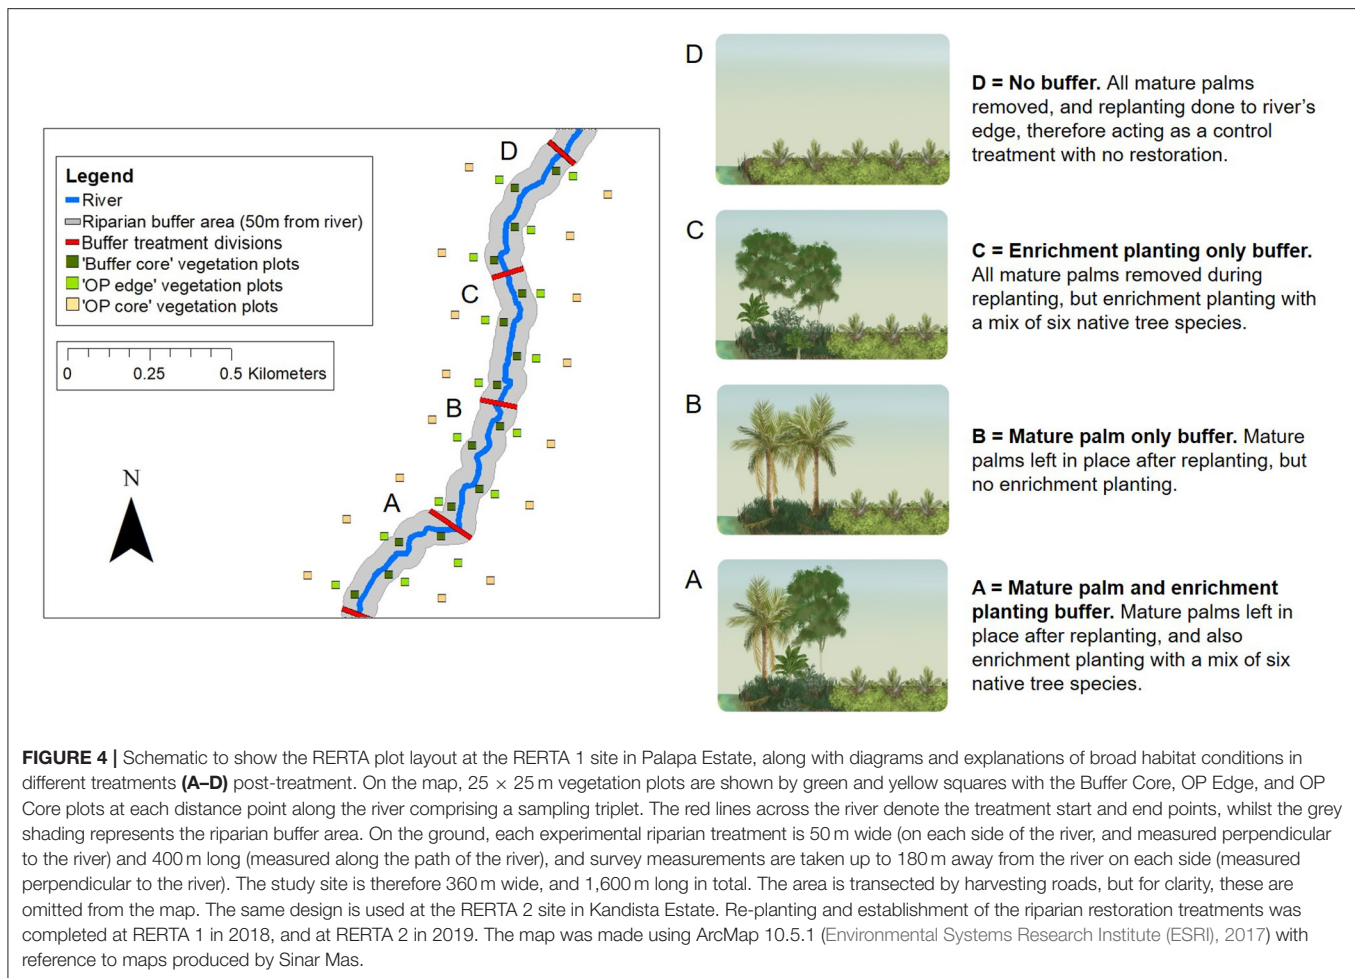 Legend
River
Riparian buffer area (50m from river)
Buffer treatment divisions
'Buffer core' vegetation plots
'OP edge' vegetation plots
'OP core' vegetation plots
0 0.25 0.5 Kilometers
N
D
C
B
A
D
D = No buffer. All mature palms
removed, and replanting done to river's
edge, therefore acting as a control
treatment with no restoration.
C
C = Enrichment planting only buffer.
All mature palms removed during
replanting, but enrichment planting with
a mix of six native tree species.
B
B = Mature palm only buffer. Mature
palms left in place after replanting, but
no enrichment planting.
A
A = Mature palm and enrichment
planting buffer. Mature palms left in
place after replanting, and also
enrichment planting with a mix of six
native tree species.
FIGURE 4 | Schematic to show the RERTA plot layout at the RERTA 1 site in Palapa Estate, along with diagrams and explanations of broad habitat conditions in
different treatments (A–D) post-treatment. On the map, 25 × 25 m vegetation plots are shown by green and yellow squares with the Buffer Core, OP Edge, and OP
Core plots at each distance point along the river comprising a sampling triplet. The red lines across the river denote the treatment start and end points, whilst the grey
shading represents the riparian buffer area. On the ground, each experimental riparian treatment is 50 m wide (on each side of the river, and measured perpendicular
to the river) and 400 m long (measured along the path of the river), and survey measurements are taken up to 180 m away from the river on each side (measured
perpendicular to the river). The study site is therefore 360 m wide, and 1,600 m long in total. The area is transected by harvesting roads, but for clarity, these are
omitted from the map. The same design is used at the RERTA 2 site in Kandista Estate. Re-planting and establishment of the riparian restoration treatments was
completed at RERTA 1 in 2018, and at RERTA 2 in 2019. The map was made using ArcMap 10.5.1 (Environmental Systems Research Institute (ESRI), 2017) with
reference to maps produced by Sinar Mas.